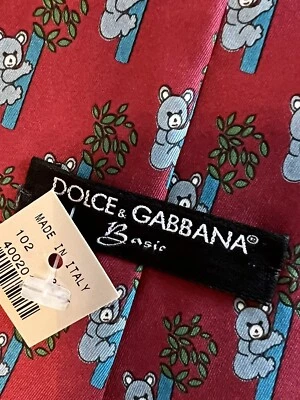 DOLCE & GABBANA©
Basic
MADE IN ITALY
102
40020